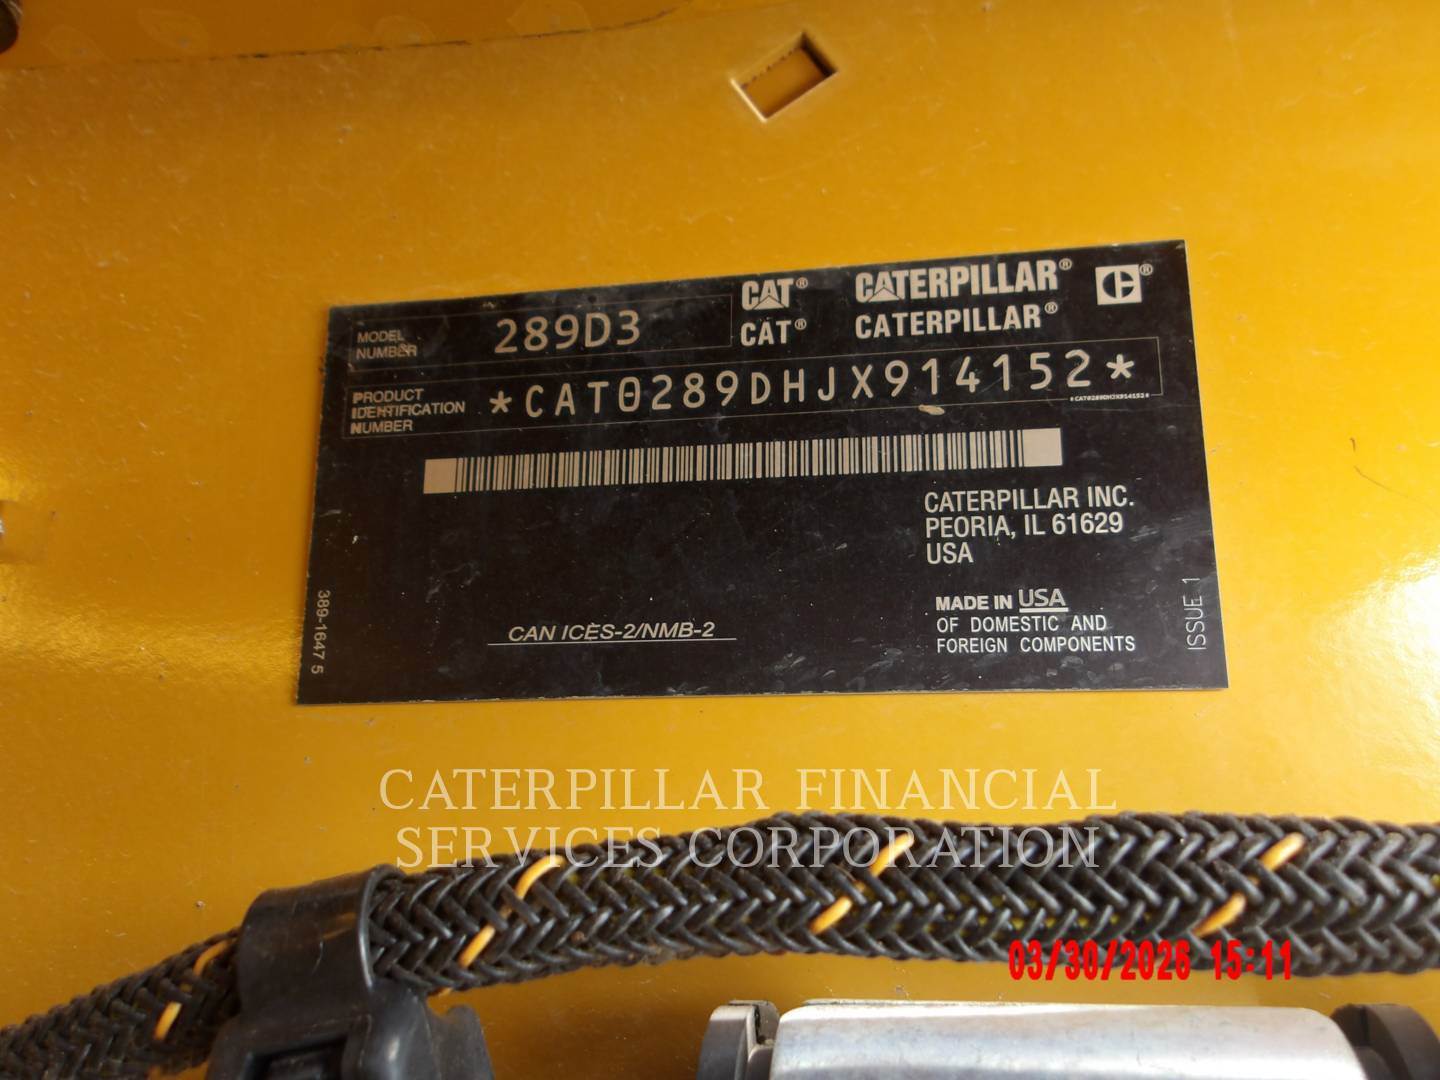 CAT® CATERPILLAR®
CAT® CATERPILLAR®
MODEL
NUMBER
289D3
PRODUCT
IDENTIFICATION
NUMBER
*CAT0289DHJX914152*
*CAT0289DHJX914152*
CATERPILLAR INC.
PEORIA, IL 61629
USA
MADE IN USA
OF DOMESTIC AND
FOREIGN COMPONENTS
CAN ICES-2/NMB-2
389-1647 5
ISSUE 1
CATERPILLAR FINANCIAL
SERVICES CORPORATION
03/30/2026 15:11